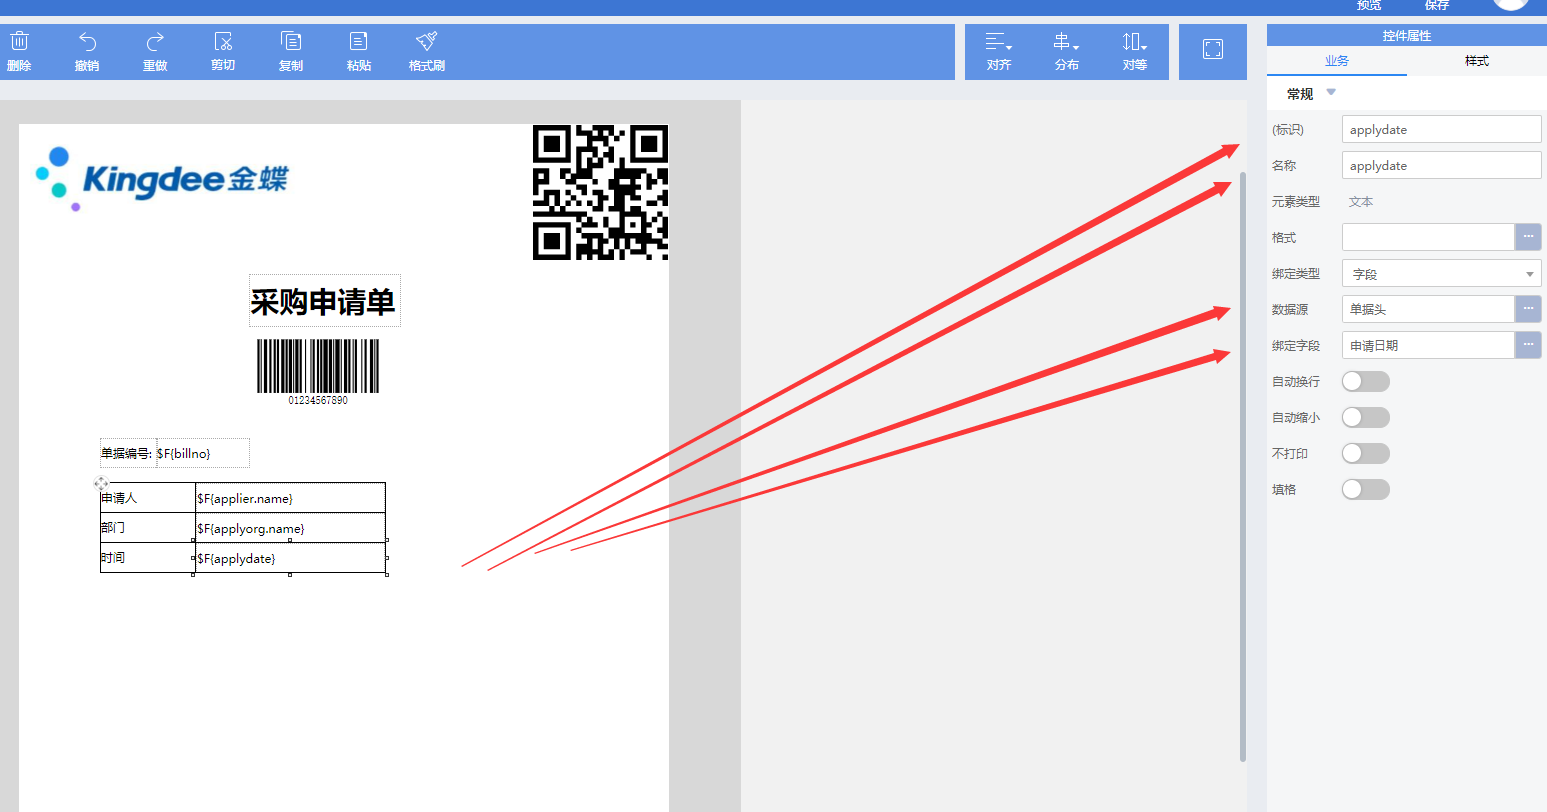 预览 保存
删除 撤销 重做 剪切 复制 粘贴 格式刷 对齐 分布 对等
控件属性
业务 样式
常规
(标识) applydate
名称 applydate
元素类型 文本
格式 ...
绑定类型 字段
数据源 单据头 ...
绑定字段 申请日期 ...
自动换行
自动缩小
不打印
填格
Kingdee金蝶
采购申请单
01234567890
单据编号: $F{billno}
申请人 $F{applier.name}
部门 $F{applyorg.name}
时间 $F{applydate}